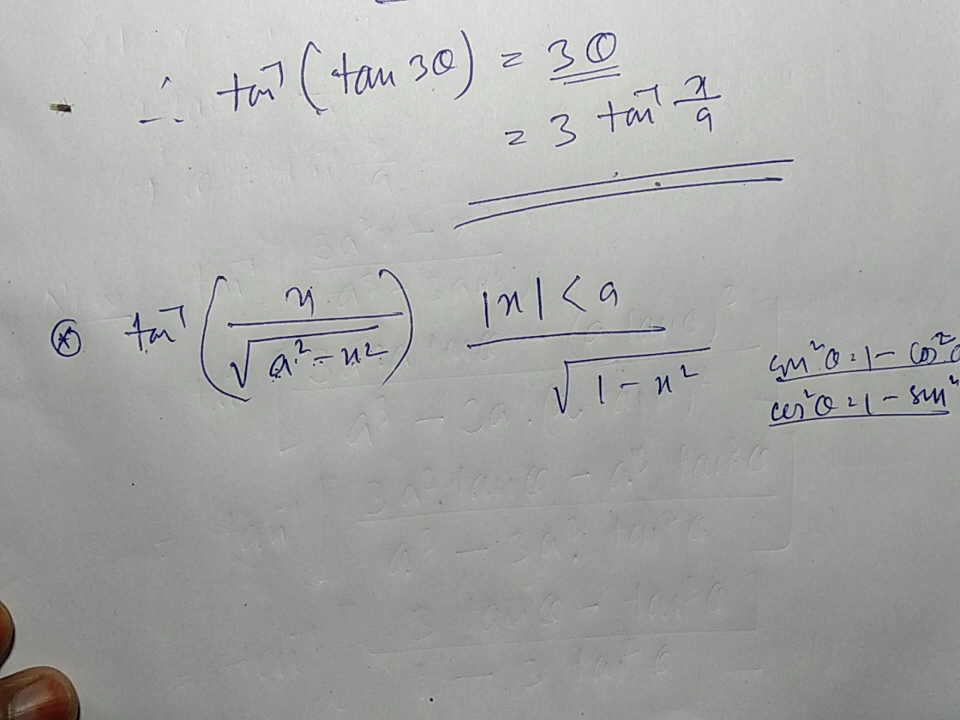 ∴ tan⁻¹ (tan 3θ) = 3θ
= 3 tan⁻¹ x/a
⊛ tan⁻¹ (x/√(a²-x²)) |x| < a
√(1-x²)
sin²θ = 1 - cos²θ
cos²θ = 1 - sin²